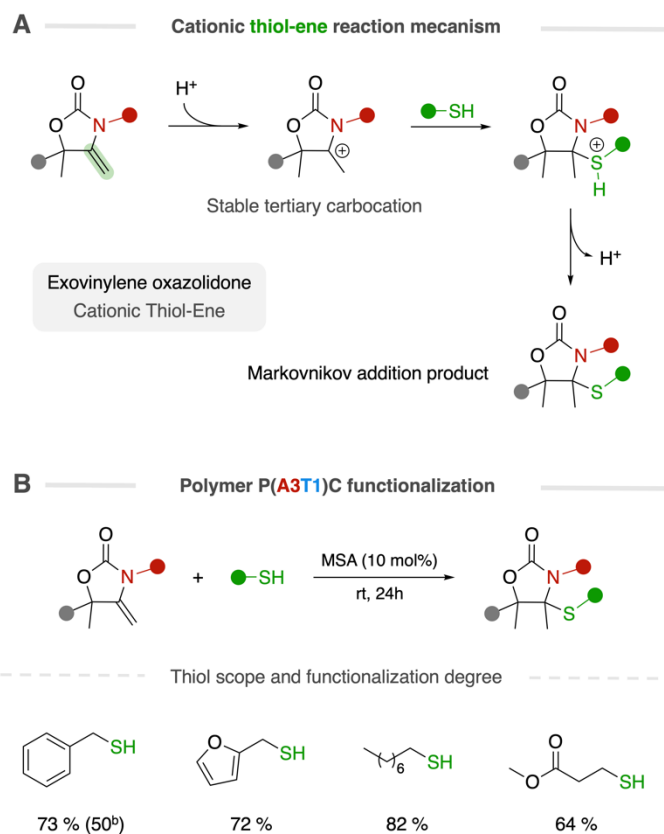 A Cationic thiol-ene reaction mecanism
O
O
N
H⁺
O
O
N
⊕
SH
O
O
N
⊕
S
H
Stable tertiary carbocation
H⁺
Exovinylene oxazolidone
Cationic Thiol-Ene
Markovnikov addition product
O
O
N
S
B Polymer P(A3T1)C functionalization
O
O
N
+
SH
MSA (10 mol%)
rt, 24h
O
O
N
S
Thiol scope and functionalization degree
SH
O
SH
6
SH
O
O
SH
73 % (50ᵇ) 72 % 82 % 64 %